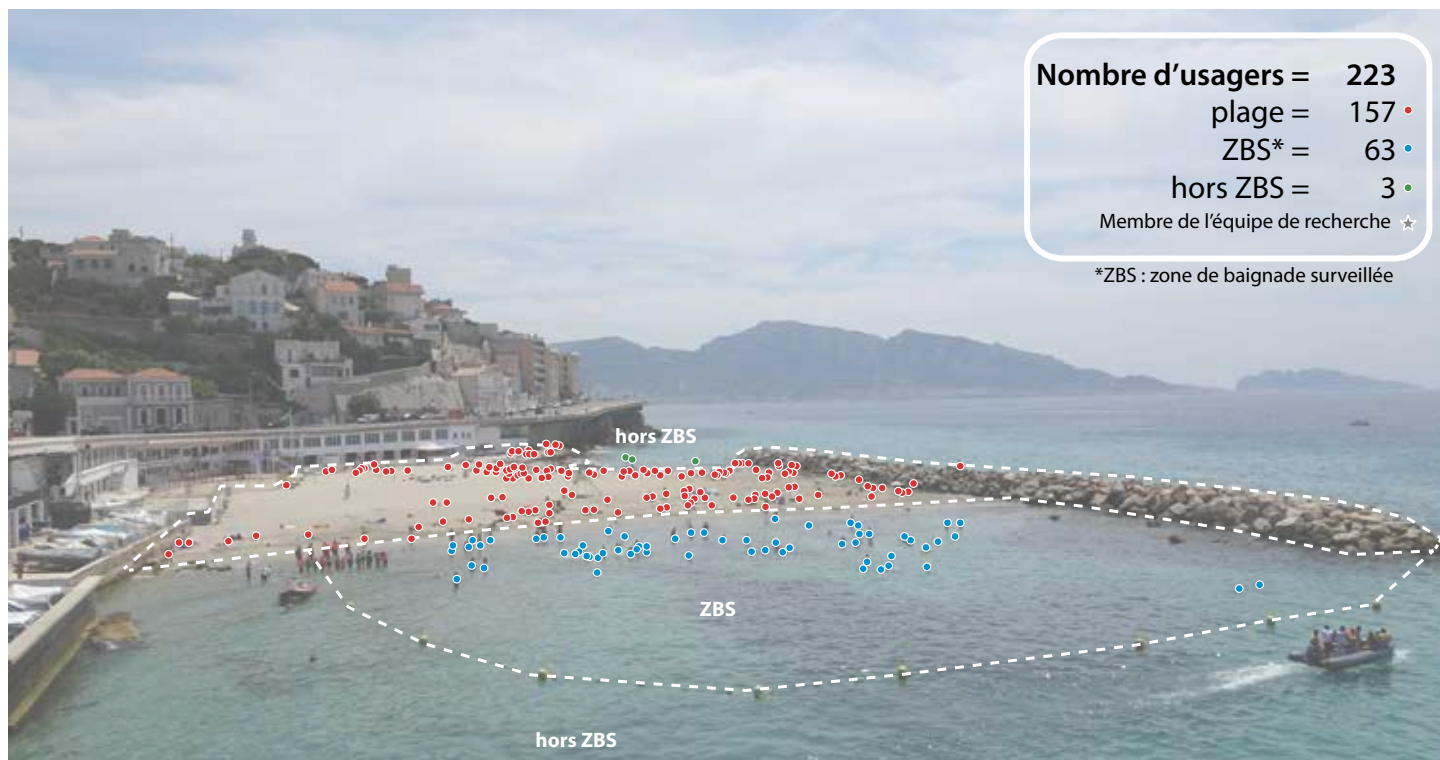 Nombre d’usagers = 223
plage = 157
ZBS* = 63
hors ZBS = 3
Membre de l’équipe de recherche
*ZBS : zone de baignade surveillée
hors ZBS
ZBS
hors ZBS